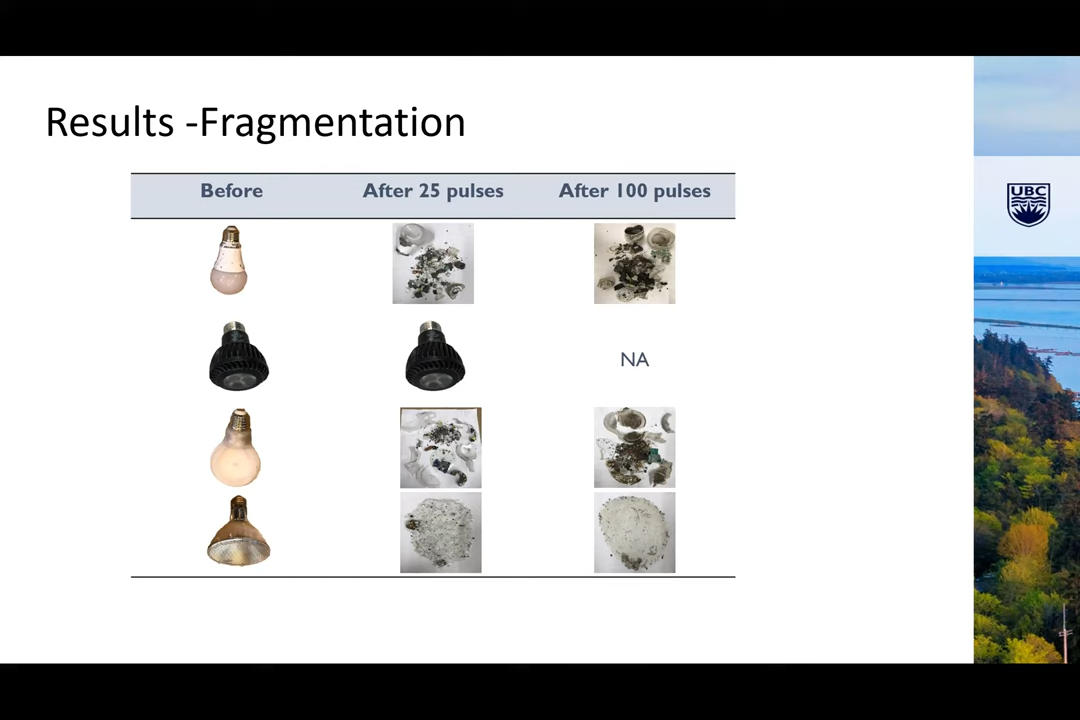 Results -Fragmentation
Before After 25 pulses After 100 pulses
NA
UBC